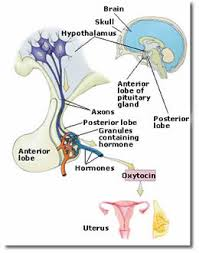 Brain
Skull
Hypothalamus
Anterior
lobe of
pituitary
gland
Posterior
lobe
Axons
Posterior lobe
Granules
containing
hormone
Anterior
lobe
Hormones
Oxytocin
Uterus